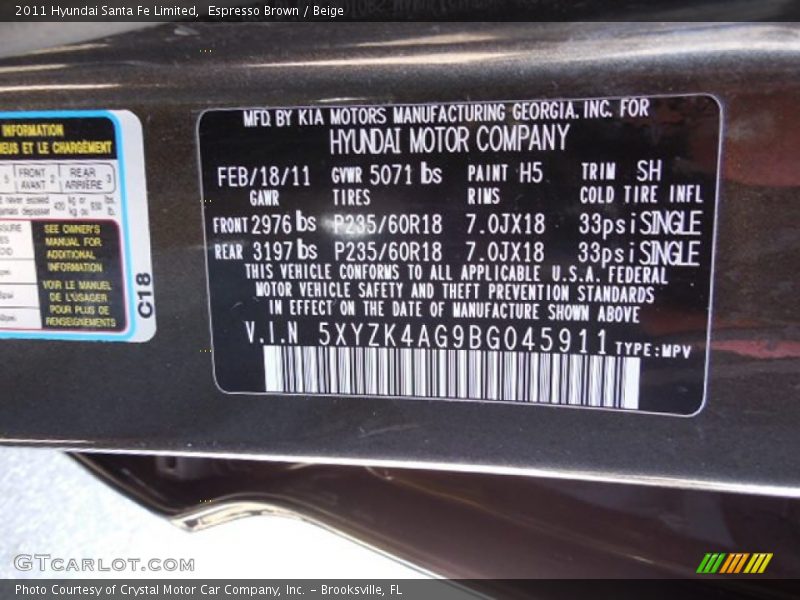 2011 Hyundai Santa Fe Limited, Espresso Brown / Beige
MFD. BY KIA MOTORS MANUFACTURING GEORGIA. INC. FOR
HYUNDAI MOTOR COMPANY
FEB/18/11 GVWR 5071 lbs PAINT H5 TRIM SH
GAWR TIRES RIMS COLD TIRE INFL
FRONT 2976 lbs P235/60R18 7.0JX18 33psi SINGLE
REAR 3197 lbs P235/60R18 7.0JX18 33psi SINGLE
THIS VEHICLE CONFORMS TO ALL APPLICABLE U.S.A. FEDERAL
MOTOR VEHICLE SAFETY AND THEFT PREVENTION STANDARDS
IN EFFECT ON THE DATE OF MANUFACTURE SHOWN ABOVE
V.I.N 5XYZK4AG9BG045911 TYPE:MPV
INFORMATION
ET LE CHARGEMENT
FRONT 2 REAR 3
AVANT ARRIÈRE
SEE OWNER'S
MANUAL FOR
ADDITIONAL
INFORMATION
VOIR LE MANUEL
DE L'USAGER
POUR PLUS DE
RENSEIGNEMENTS
C18
GTCARLOT.COM
Photo Courtesy of Crystal Motor Car Company, Inc. – Brooksville, FL